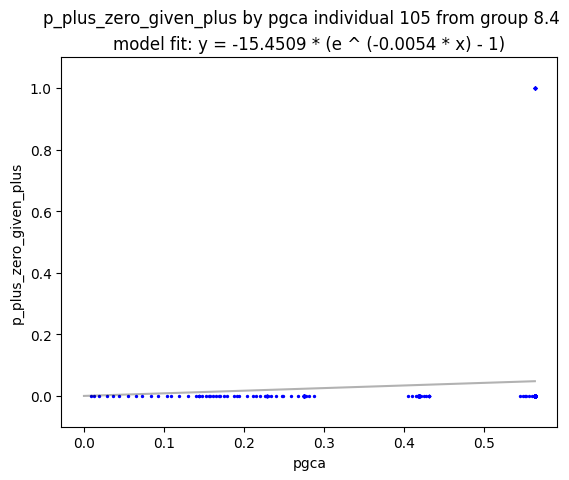 p_plus_zero_given_plus by pgca individual 105 from group 8.4
model fit: y = -15.4509 * (e ^ (-0.0054 * x) - 1)
1.0
0.8
0.6
0.4
0.2
0.0
p_plus_zero_given_plus
0.0 0.1 0.2 0.3 0.4 0.5
pgca